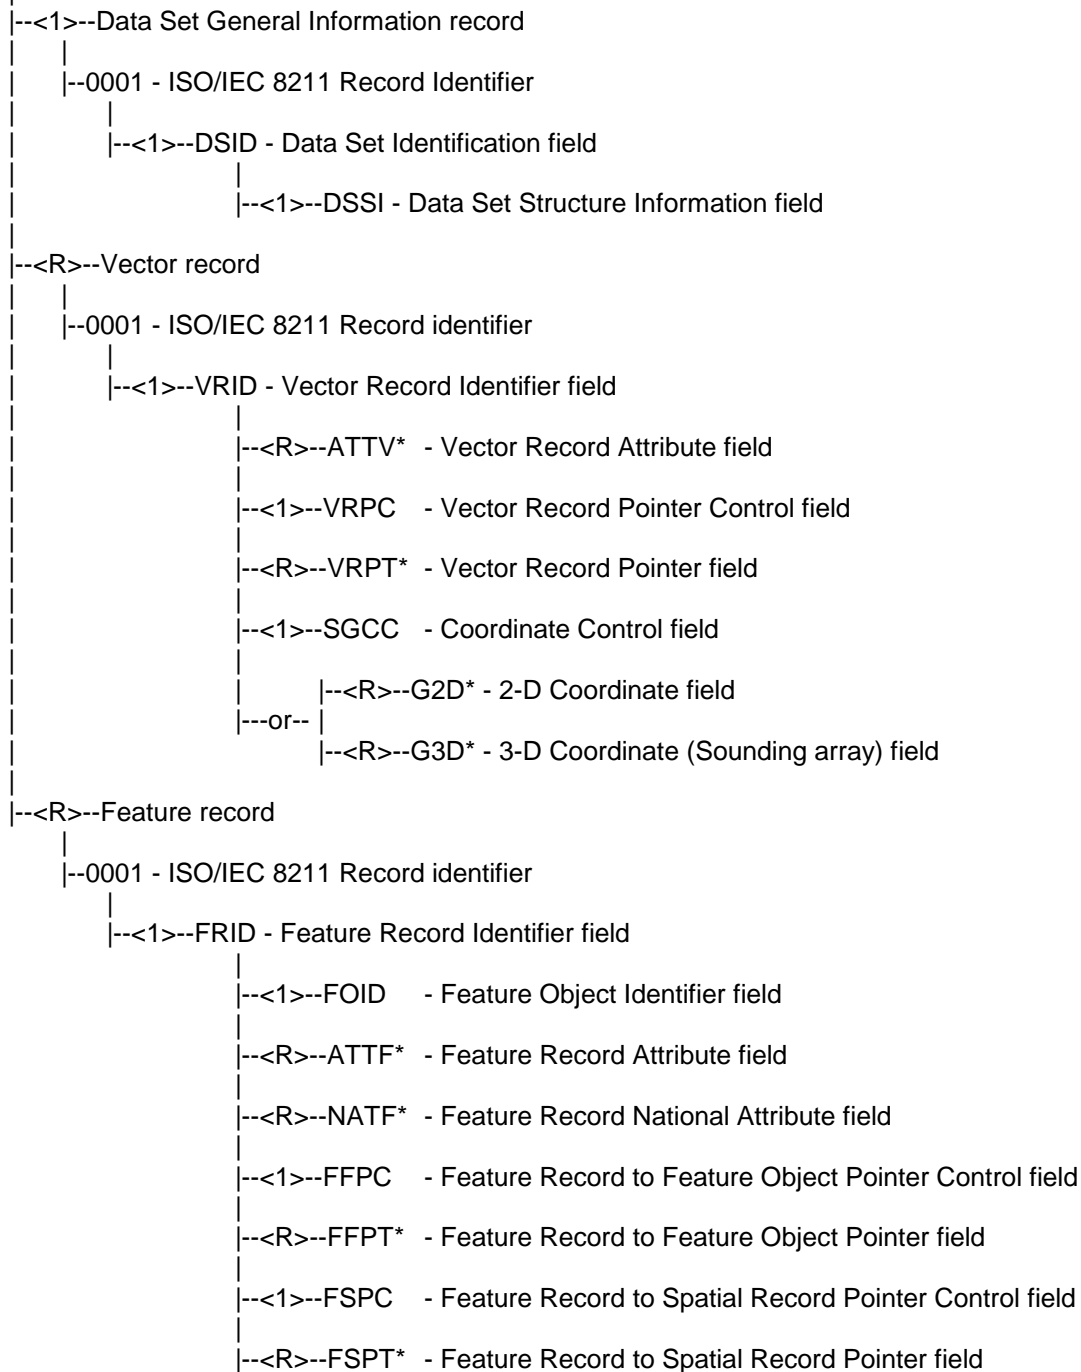 |--<1>--Data Set General Information record
|--0001 - ISO/IEC 8211 Record Identifier
|--<1>--DSID - Data Set Identification field
|--<1>--DSSI - Data Set Structure Information field
|--<R>--Vector record
|--0001 - ISO/IEC 8211 Record identifier
|--<1>--VRID - Vector Record Identifier field
|--<R>--ATTV* - Vector Record Attribute field
|--<1>--VRPC - Vector Record Pointer Control field
|--<R>--VRPT* - Vector Record Pointer field
|--<1>--SGCC - Coordinate Control field
|--<R>--G2D* - 2-D Coordinate field
|---or-- |
|--<R>--G3D* - 3-D Coordinate (Sounding array) field
|--<R>--Feature record
|--0001 - ISO/IEC 8211 Record identifier
|--<1>--FRID - Feature Record Identifier field
|--<1>--FOID - Feature Object Identifier field
|--<R>--ATTF* - Feature Record Attribute field
|--<R>--NATF* - Feature Record National Attribute field
|--<1>--FFPC - Feature Record to Feature Object Pointer Control field
|--<R>--FFPT* - Feature Record to Feature Object Pointer field
|--<1>--FSPC - Feature Record to Spatial Record Pointer Control field
|--<R>--FSPT* - Feature Record to Spatial Record Pointer field